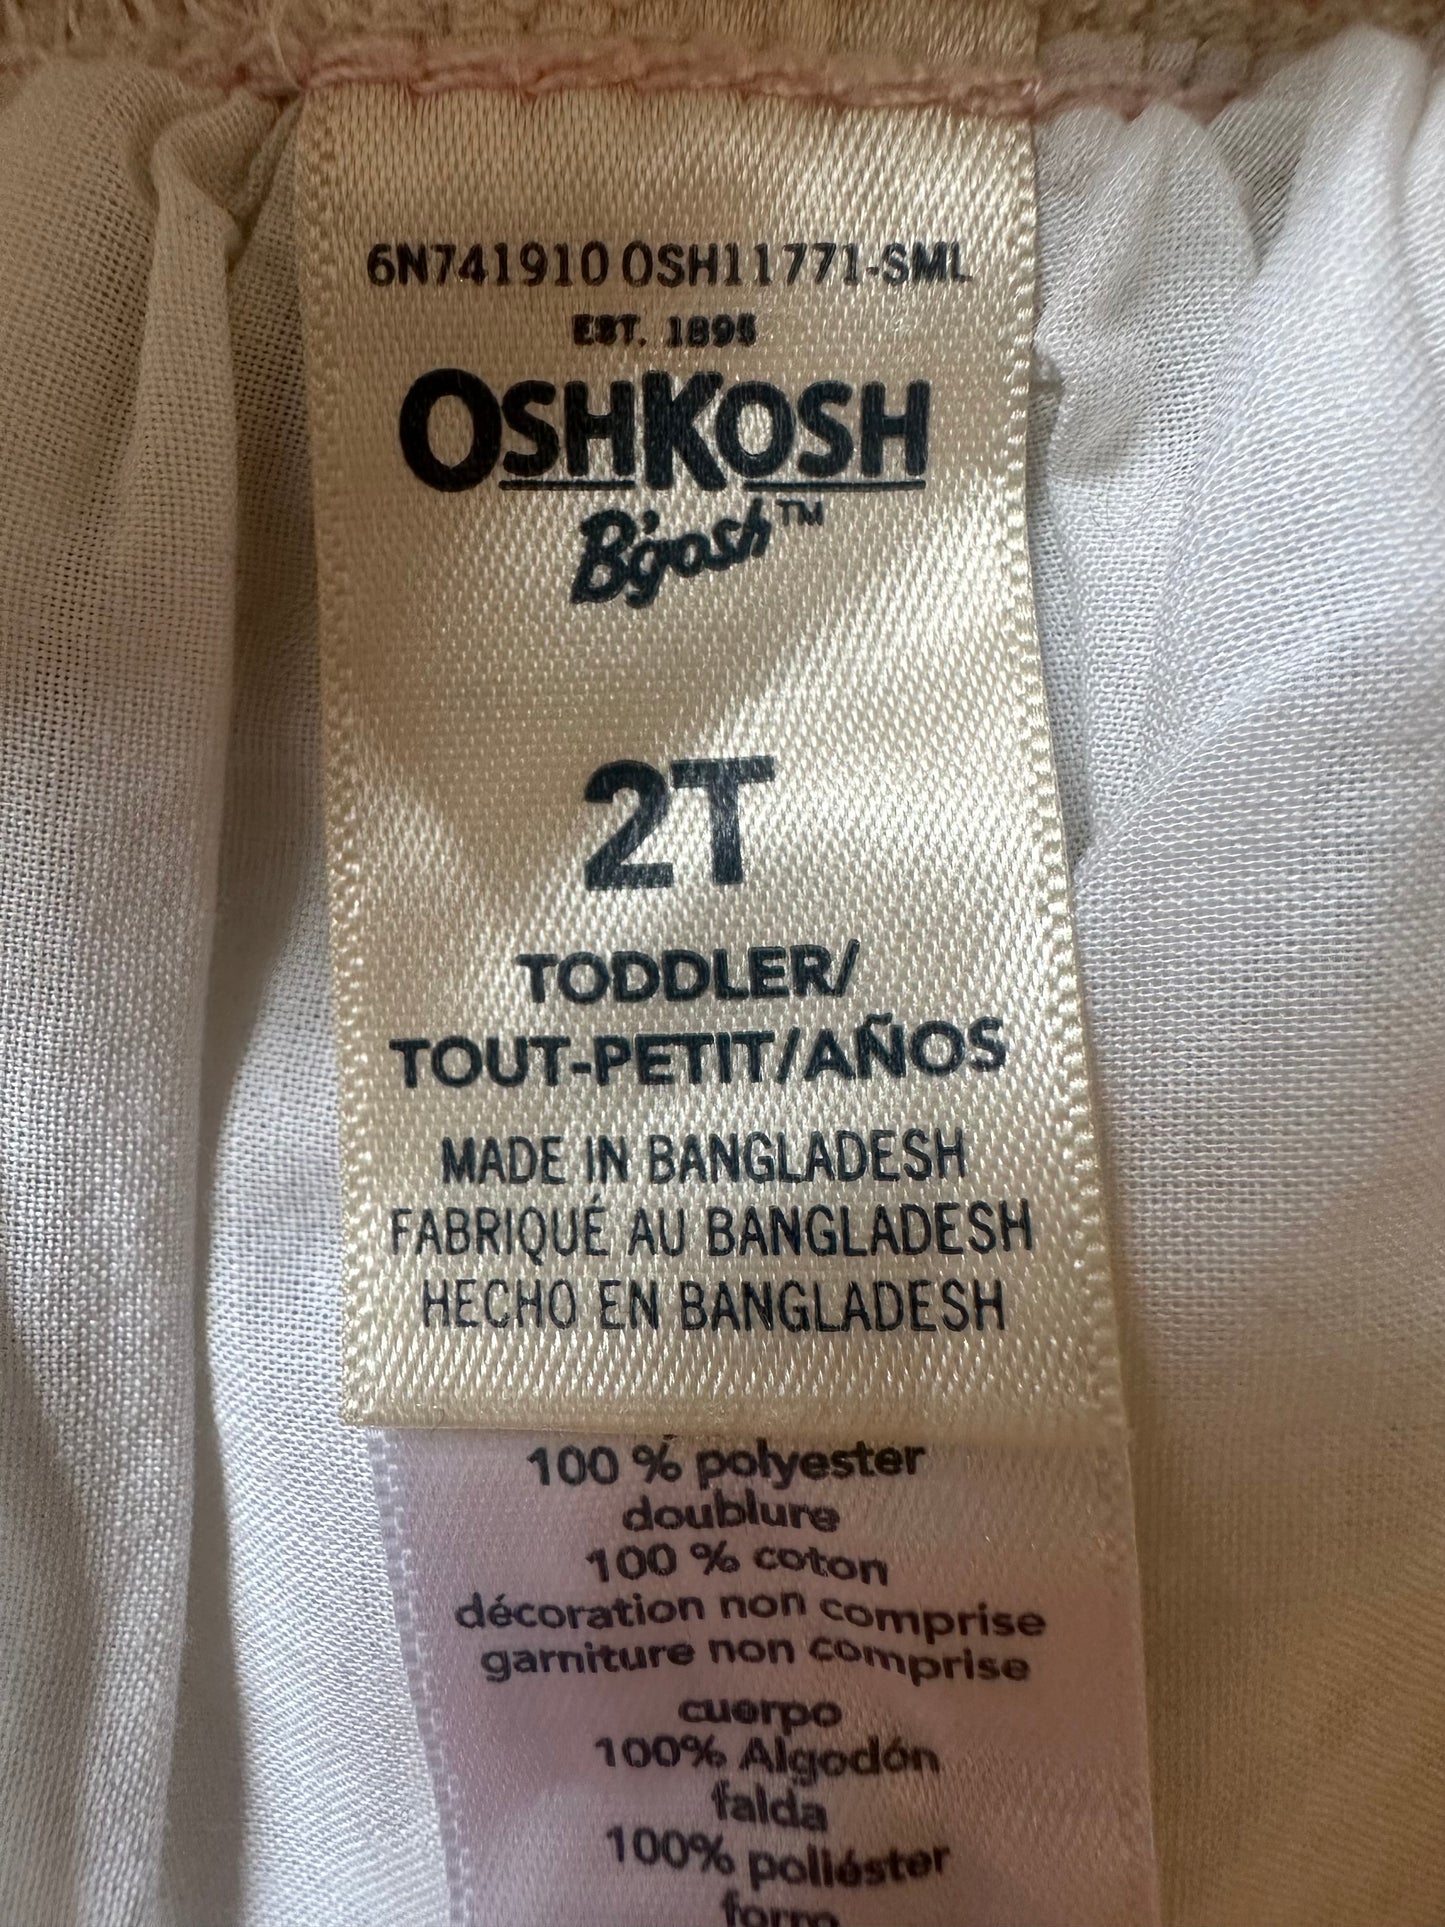 6N741910 OSH11771-SML
EST. 1895
OSHKOSH
B'gosh™
2T
TODDLER/
TOUT-PETIT/AÑOS
MADE IN BANGLADESH
FABRIQUÉ AU BANGLADESH
HECHO EN BANGLADESH
100 % polyester
doublure
100 % coton
décoration non comprise
garniture non comprise
cuerpo
100% Algodón
falda
100% poliéster
forro